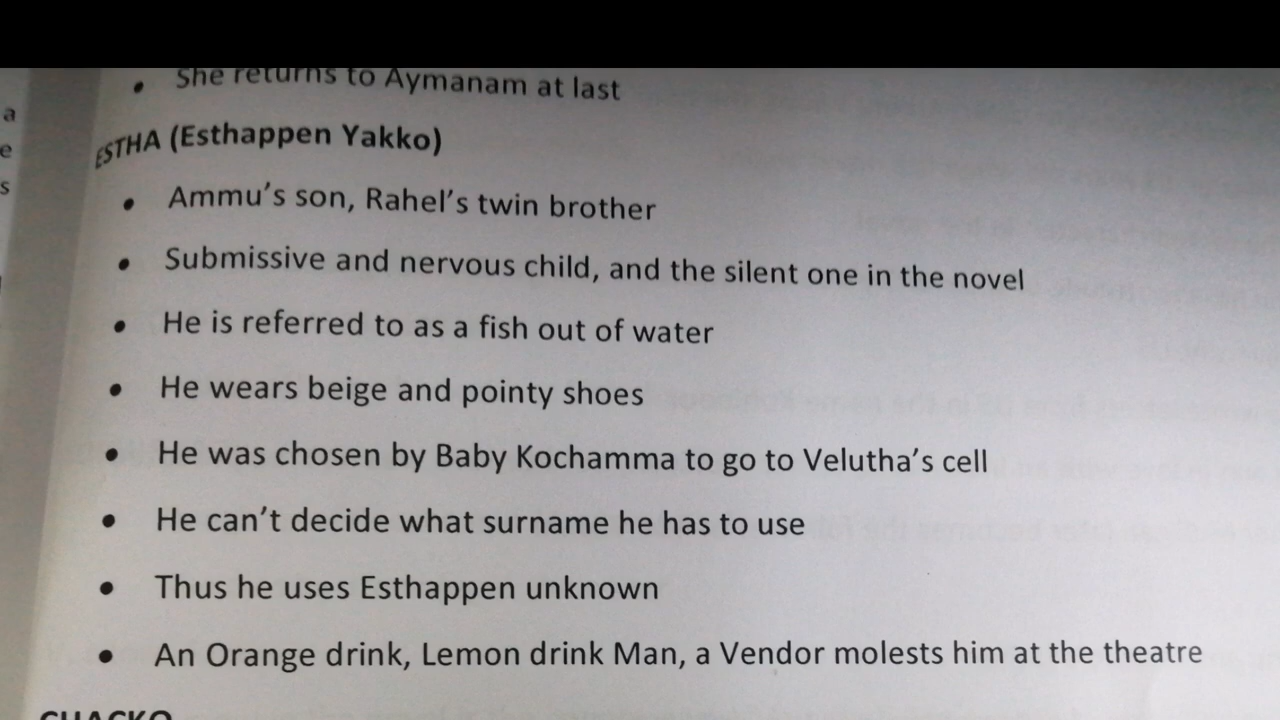 a
e
s
• She returns to Aymanam at last
ESTHA (Esthappen Yakko)
• Ammu's son, Rahel's twin brother
• Submissive and nervous child, and the silent one in the novel
• He is referred to as a fish out of water
• He wears beige and pointy shoes
• He was chosen by Baby Kochamma to go to Velutha's cell
• He can't decide what surname he has to use
• Thus he uses Esthappen unknown
• An Orange drink, Lemon drink Man, a Vendor molests him at the theatre
CHACKO